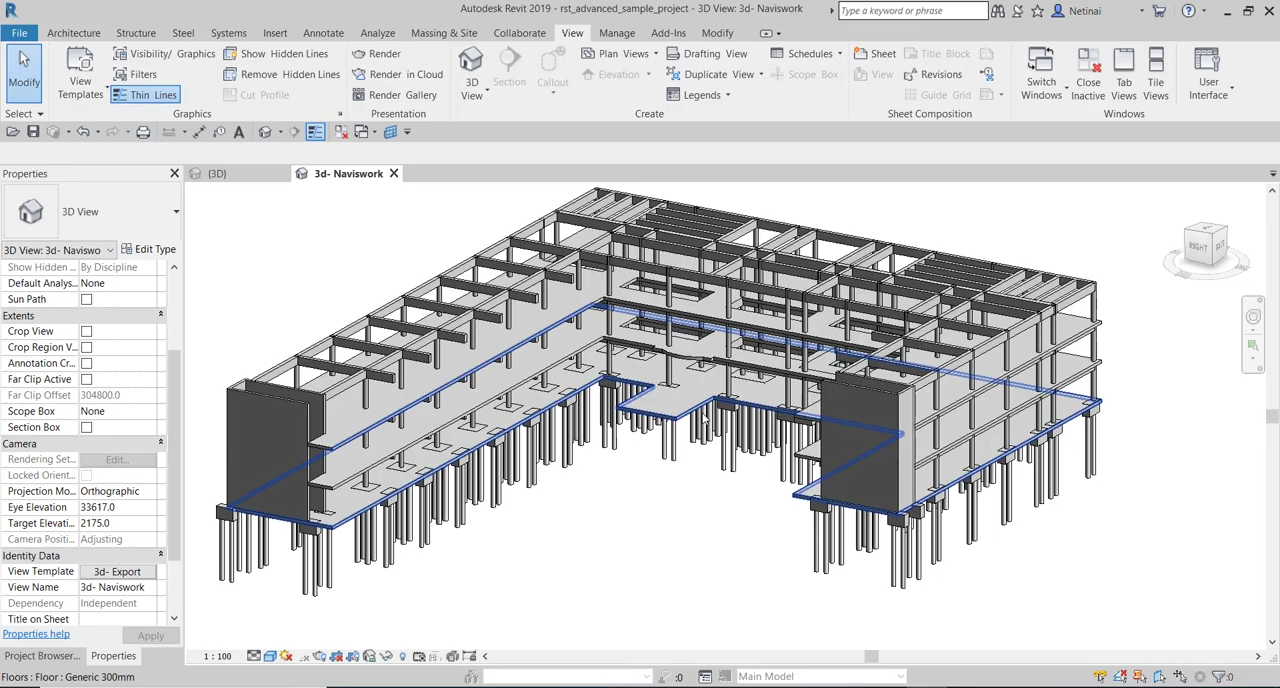 Autodesk Revit 2019 - rst_advanced_sample_project - 3D View: 3d- Naviswork
Type a keyword or phrase
Netinai
File Architecture Structure Steel Systems Insert Annotate Analyze Massing & Site Collaborate View Manage Add-Ins Modify
Modify
Select
View
Templates
Visibility/ Graphics
Filters
Thin Lines
Show Hidden Lines
Remove Hidden Lines
Cut Profile
Graphics
Render
Render in Cloud
Render Gallery
Presentation
3D
View
Section
Callout
Plan Views
Elevation
Drafting View
Duplicate View
Legends
Schedules
Scope Box
Create
Sheet
View
Title Block
Revisions
Guide Grid
Sheet Composition
Switch
Windows
Close
Inactive
Tab
Views
Tile
Views
Windows
User
Interface
A
Properties
{3D}
3d- Naviswork
3D View
3D View: 3d- Naviswo
Edit Type
Show Hidden ... By Discipline
Default Analys... None
Sun Path
Extents
Crop View
Crop Region V...
Annotation Cr...
Far Clip Active
Far Clip Offset 304800.0
Scope Box None
Section Box
Camera
Rendering Set... Edit...
Locked Orient...
Projection Mo... Orthographic
Eye Elevation 33617.0
Target Elevati... 2175.0
Camera Positi... Adjusting
Identity Data
View Template 3d- Export
View Name 3d- Naviswork
Dependency Independent
Title on Sheet
Properties help
Apply
Project Browser... Properties
RIGHT
1 : 100
Floors : Floor : Generic 300mm
:0
Main Model
:0